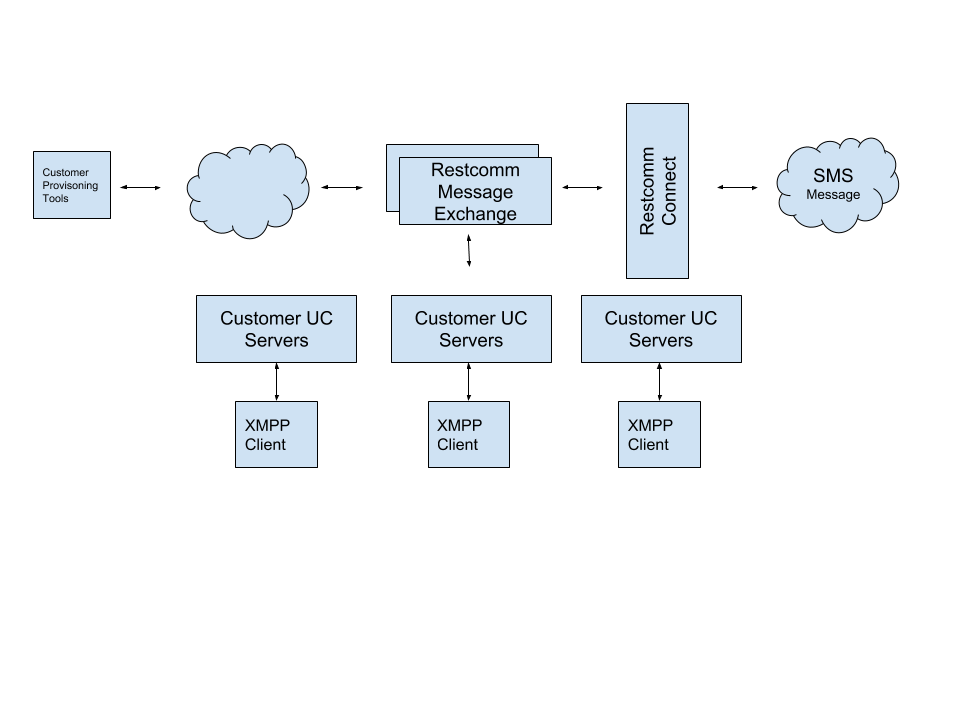 Customer
Provisoning
Tools
Restcomm
Message
Exchange
Restcomm
Connect
SMS
Message
Customer UC
Servers
Customer UC
Servers
Customer UC
Servers
XMPP
Client
XMPP
Client
XMPP
Client